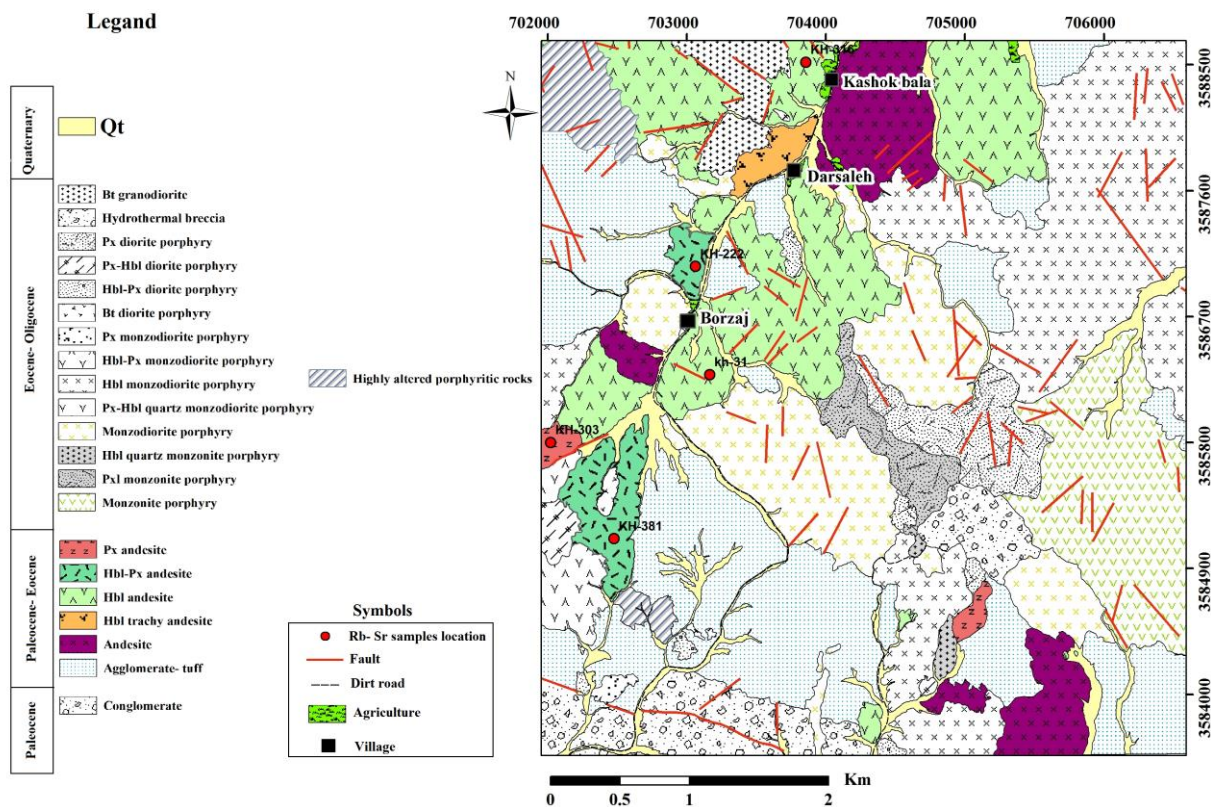 Legand
702000 703000 704000 705000 706000
N
Quaternary
Qt
Eocene- Oligocene
Bt granodiorite
Hydrothermal breccia
Px diorite porphyry
Px-Hbl diorite porphyry
Hbl-Px diorite porphyry
Bt diorite porphyry
Px monzodiorite porphyry
Hbl-Px monzodiorite porphyry
Hbl monzodiorite porphyry
Px-Hbl quartz monzodiorite porphyry
Monzodiorite porphyry
Hbl quartz monzonite porphyry
Pxl monzonite porphyry
Monzonite porphyry
Highly altered porphyritic rocks
Paleocene- Eocene
Px andesite
Hbl-Px andesite
Hbl andesite
Hbl trachy andesite
Andesite
Agglomerate- tuff
Paleocene
Conglomerate
Symbols
Rb- Sr samples location
Fault
Dirt road
Agriculture
Village
KH-316
Kashok bala
Darsaleh
KH-222
Borzaj
kh-31
KH-303
KH-381
3588500
3587600
3586700
3585800
3584900
3584000
Km
0 0.5 1 2